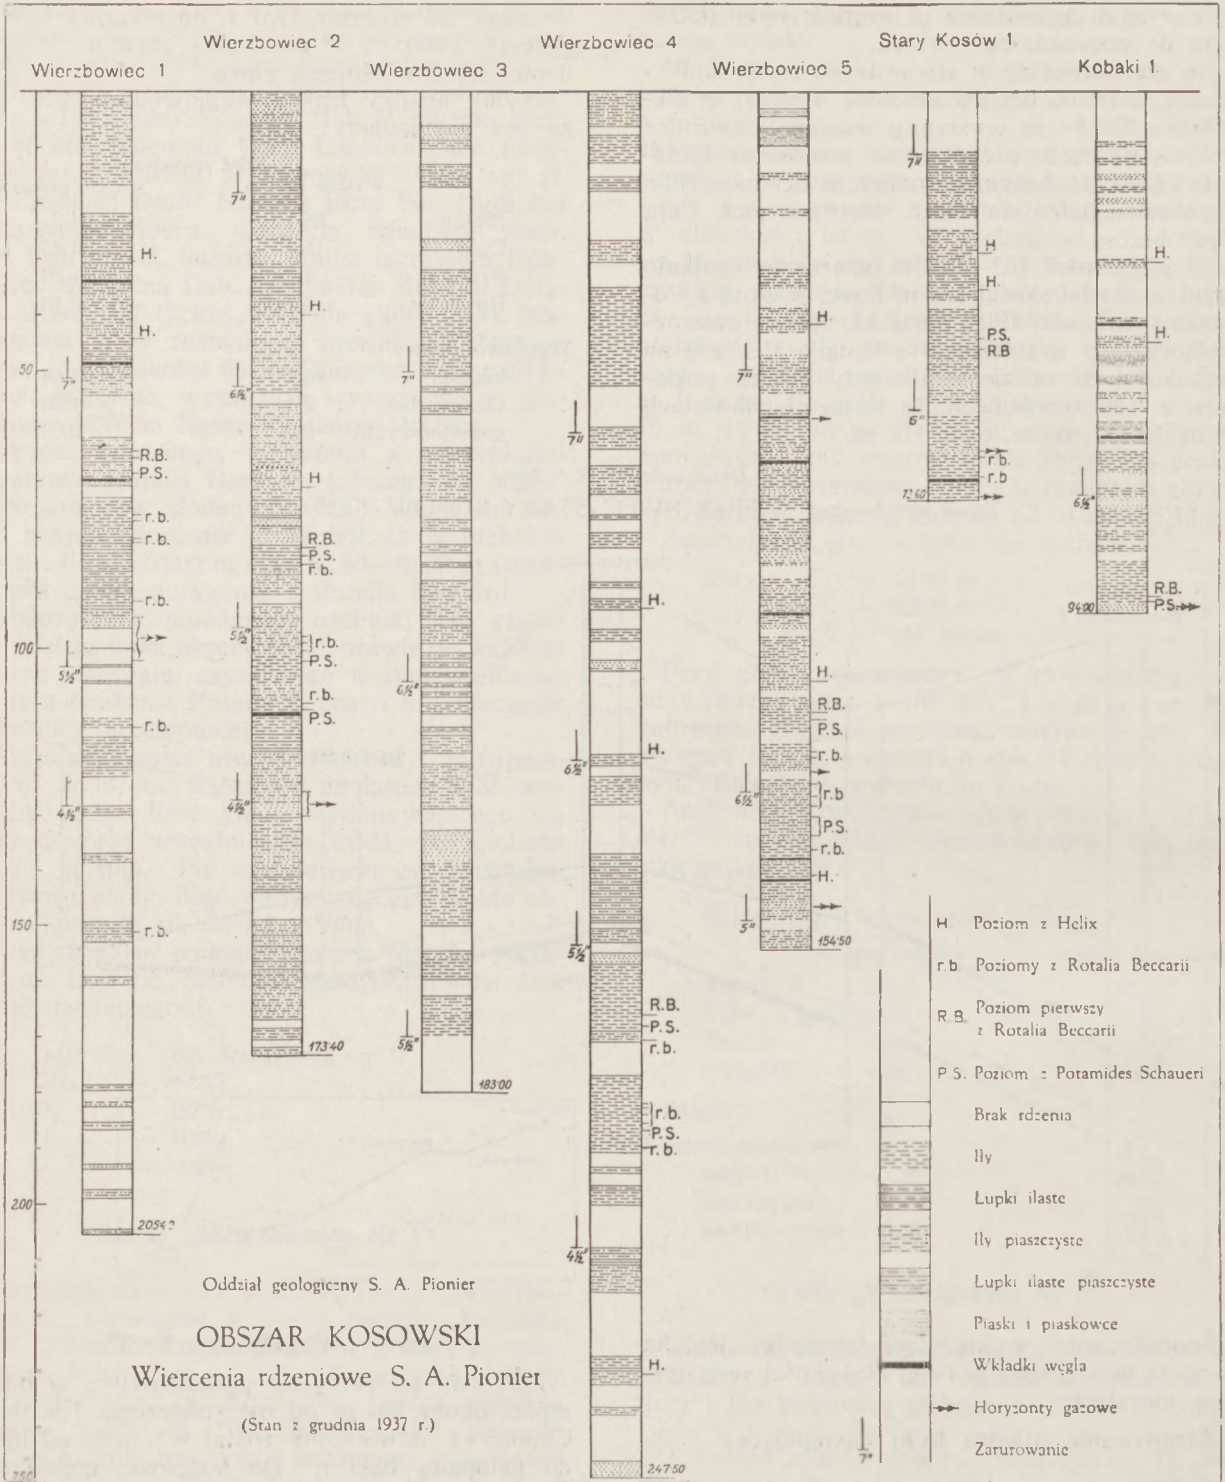 Wierzbowiec 2
Wierzbowiec 4
Stary Kosów 1
Wierzbowiec 1
Wierzbowiec 3
Wierzbowiec 5
Kobaki 1
7"
7"
H.
H
H.
H
H.
H
H.
H.
P.S.
R.B
H.
50
7"
6½"
7"
7"
7"
6"
R.B.
P.S.
H
r.b.
r.b
73·40
6½"
r.b.
r.b.
R.B.
P.S.
r.b.
r.b.
H.
R.B.
P.S.
94·00
5½"
r.b.
P.S.
100
5½"
6½"
H
r.b.
P.S.
R.B.
P.S.
r.b.
6½"
H.
r.b.
4½"
4½"
6½"
r.b
P.S.
r.b.
H.
150
r.b.
5½"
5"
154·50
5½"
R.B.
P.S.
r.b.
173·40
183·00
r.b.
P.S.
r.b.
200
4½"
H.
250
247·50
H Poziom z Helix
r.b. Poziomy z Rotalia Beccarii
R.B. Poziom pierwszy
z Rotalia Beccarii
P.S. Poziom z Potamides Schaueri
Brak rdzenia
Iły
Łupki ilaste
Iły piaszczyste
Łupki ilaste piaszczyste
Piaski i piaskowce
Wkładki węgla
Horyzonty gazowe
7" Zarurowanie
Oddział geologiczny S. A. Pionier
OBSZAR KOSOWSKI
Wiercenia rdzeniowe S. A. Pionier
(Stan z grudnia 1937 r.)